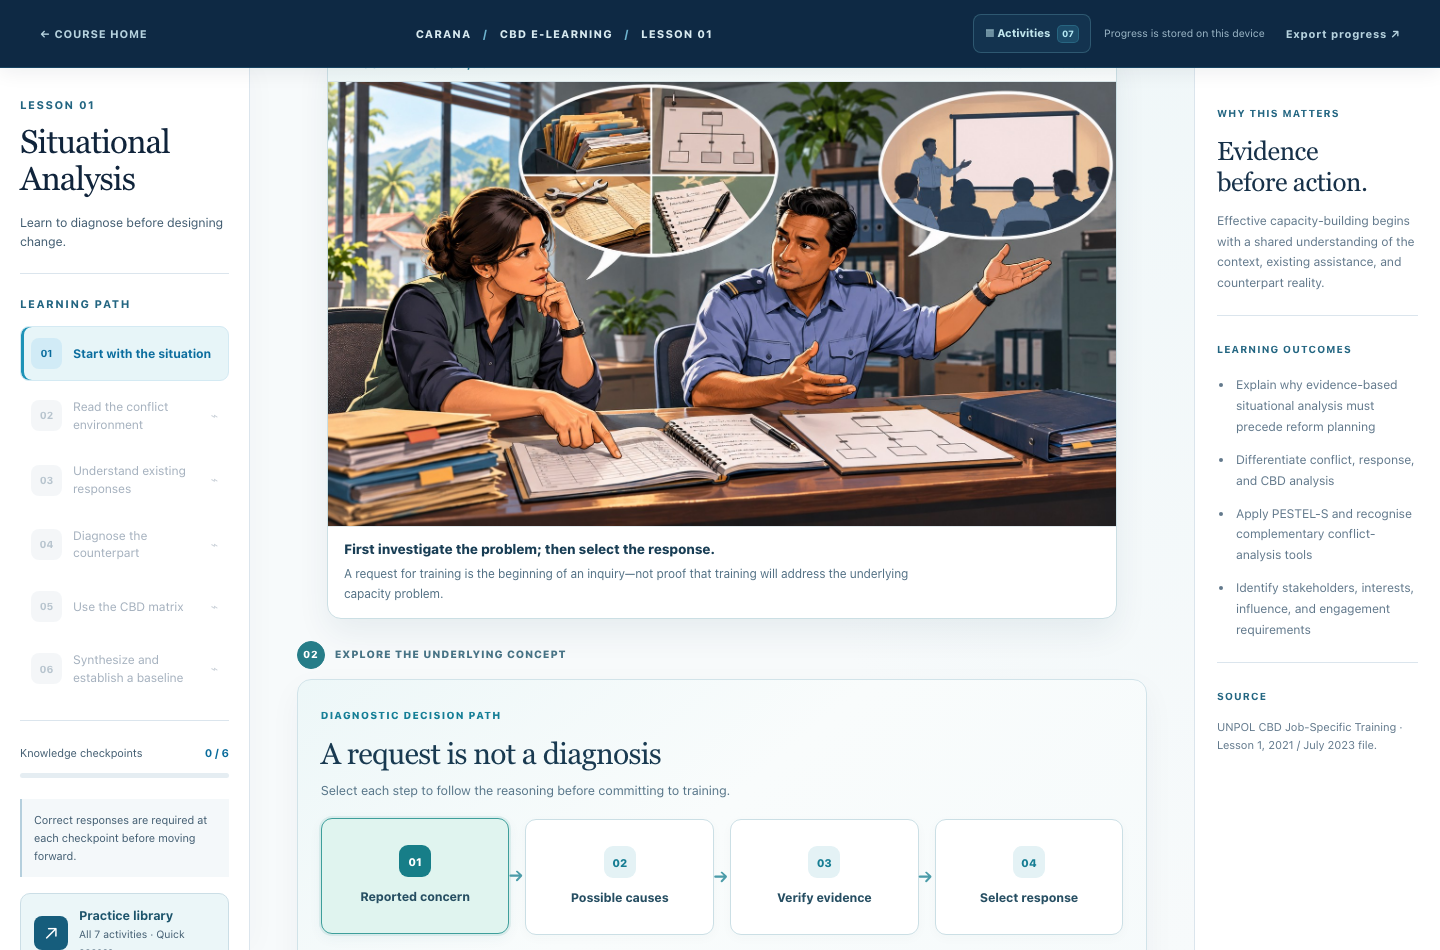 ← COURSE HOME
CARANA / CBD E-LEARNING / LESSON 01
Activities 07
Progress is stored on this device
Export progress ↗
LESSON 01
Situational
Analysis
Learn to diagnose before designing
change.
LEARNING PATH
01 Start with the situation
02 Read the conflict
environment
03 Understand existing
responses
04 Diagnose the
counterpart
05 Use the CBD matrix
06 Synthesize and
establish a baseline
Knowledge checkpoints 0 / 6
Correct responses are required at
each checkpoint before moving
forward.
Practice library
All 7 activities · Quick
First investigate the problem; then select the response.
A request for training is the beginning of an inquiry—not proof that training will address the underlying
capacity problem.
02 EXPLORE THE UNDERLYING CONCEPT
DIAGNOSTIC DECISION PATH
A request is not a diagnosis
Select each step to follow the reasoning before committing to training.
01
Reported concern
→
02
Possible causes
→
03
Verify evidence
→
04
Select response
WHY THIS MATTERS
Evidence
before action.
Effective capacity-building begins
with a shared understanding of the
context, existing assistance, and
counterpart reality.
LEARNING OUTCOMES
• Explain why evidence-based
situational analysis must
precede reform planning
• Differentiate conflict, response,
and CBD analysis
• Apply PESTEL-S and recognise
complementary conflict-
analysis tools
• Identify stakeholders, interests,
influence, and engagement
requirements
SOURCE
UNPOL CBD Job-Specific Training ·
Lesson 1, 2021 / July 2023 file.